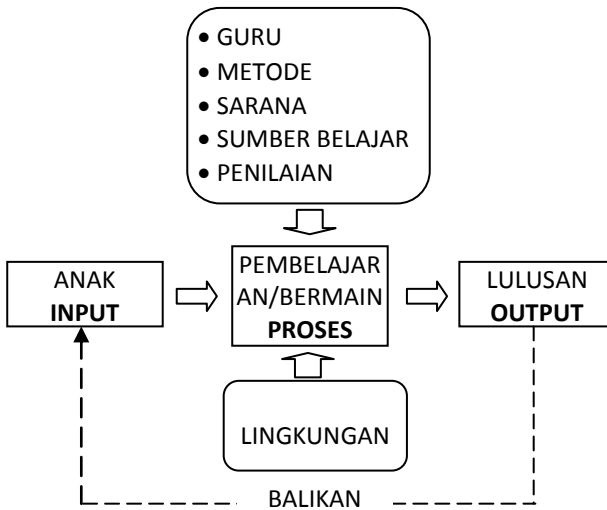 • GURU
• METODE
• SARANA
• SUMBER BELAJAR
• PENILAIAN
ANAK
INPUT
PEMBELAJAR
AN/BERMAIN
PROSES
LULUSAN
OUTPUT
LINGKUNGAN
BALIKAN